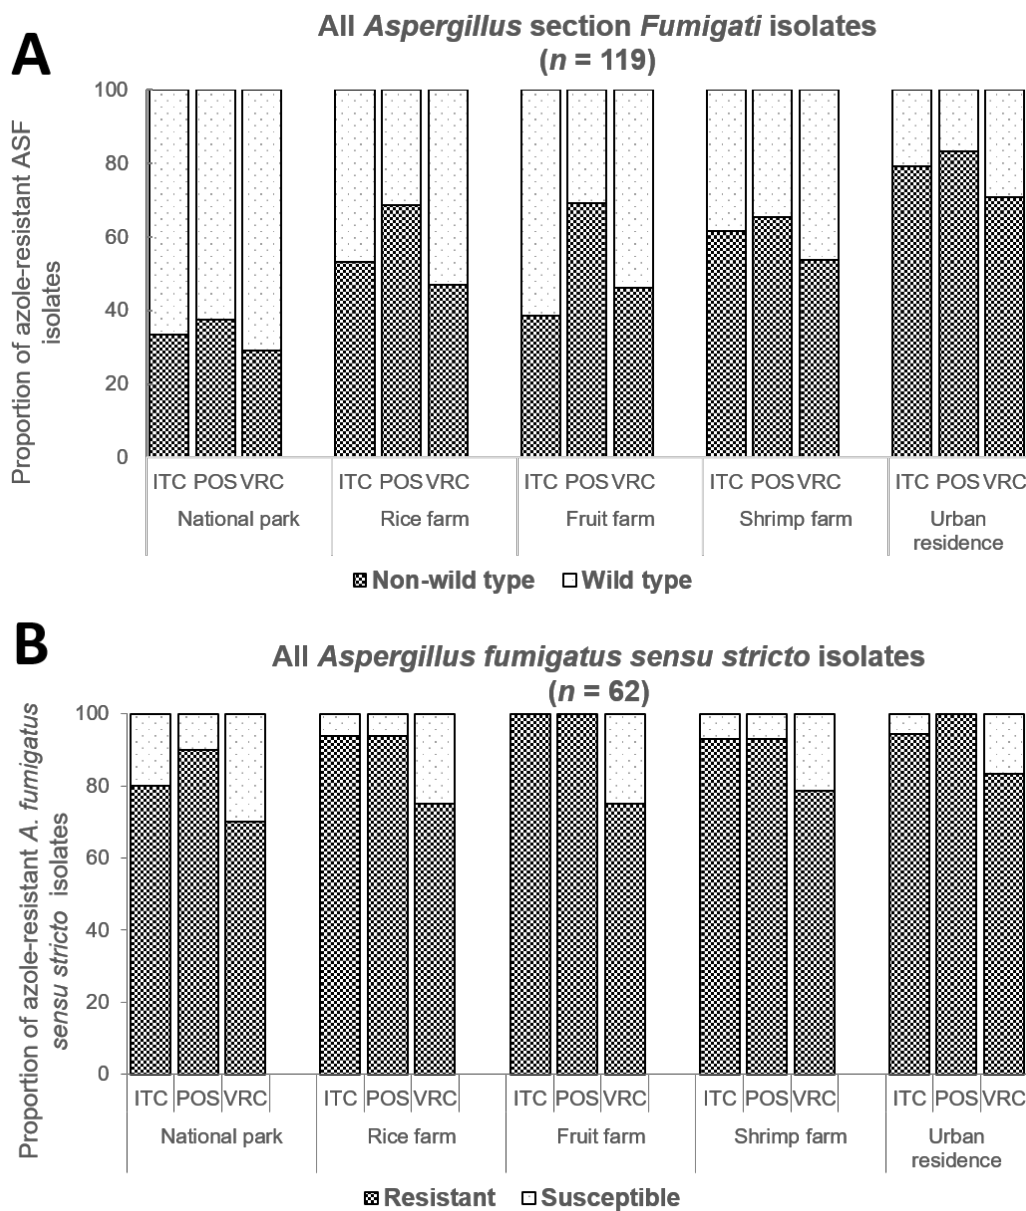 A
All Aspergillus section Fumigati isolates
(n = 119)
Proportion of azole-resistant ASF
isolates
100
80
60
40
20
0
ITC POS VRC ITC POS VRC ITC POS VRC ITC POS VRC ITC POS VRC
National park Rice farm Fruit farm Shrimp farm Urban
residence
Non-wild type Wild type
B
All Aspergillus fumigatus sensu stricto isolates
(n = 62)
Proportion of azole-resistant A. fumigatus
sensu stricto isolates
100
80
60
40
20
0
ITC POS VRC ITC POS VRC ITC POS VRC ITC POS VRC ITC POS VRC
National park Rice farm Fruit farm Shrimp farm Urban
residence
Resistant Susceptible